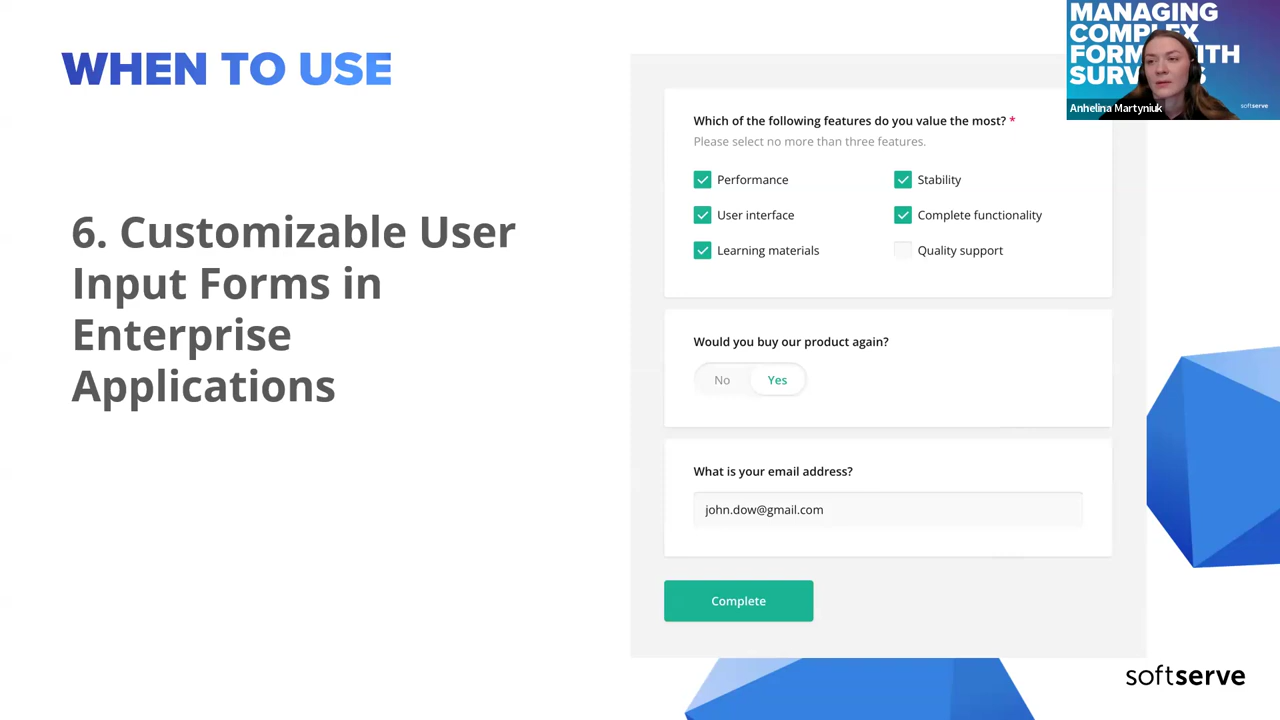 WHEN TO USE
6. Customizable User
Input Forms in
Enterprise
Applications
Which of the following features do you value the most? *
Please select no more than three features.
Performance
Stability
User interface
Complete functionality
Learning materials
Quality support
Would you buy our product again?
No
Yes
What is your email address?
john.dow@gmail.com
Complete
MANAGING
COMPLEX
Anhelina Martyniuk
softserve
softserve